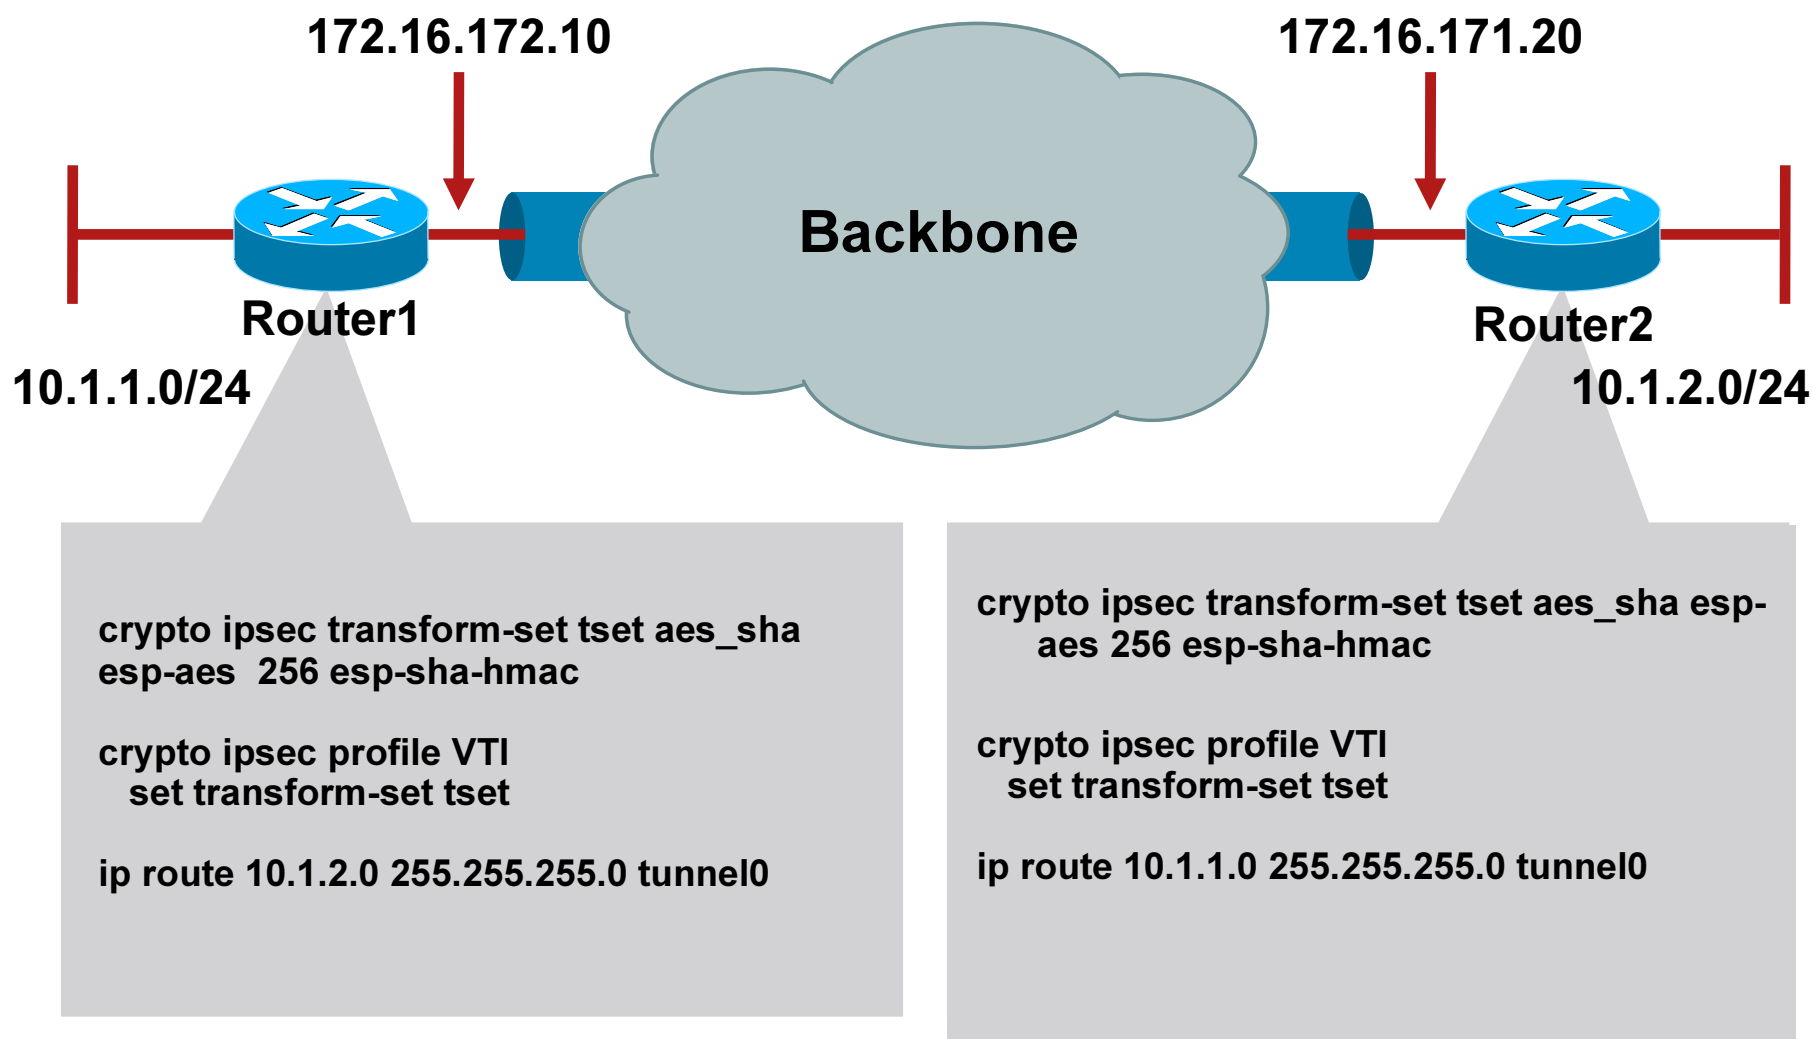 172.16.172.10
172.16.171.20
Backbone
Router1
Router2
10.1.1.0/24
10.1.2.0/24
crypto ipsec transform-set tset aes_sha
esp-aes  256 esp-sha-hmac
crypto ipsec profile VTI
set transform-set tset
ip route 10.1.2.0 255.255.255.0 tunnel0
crypto ipsec transform-set tset aes_sha esp-
aes 256 esp-sha-hmac
crypto ipsec profile VTI
set transform-set tset
ip route 10.1.1.0 255.255.255.0 tunnel0